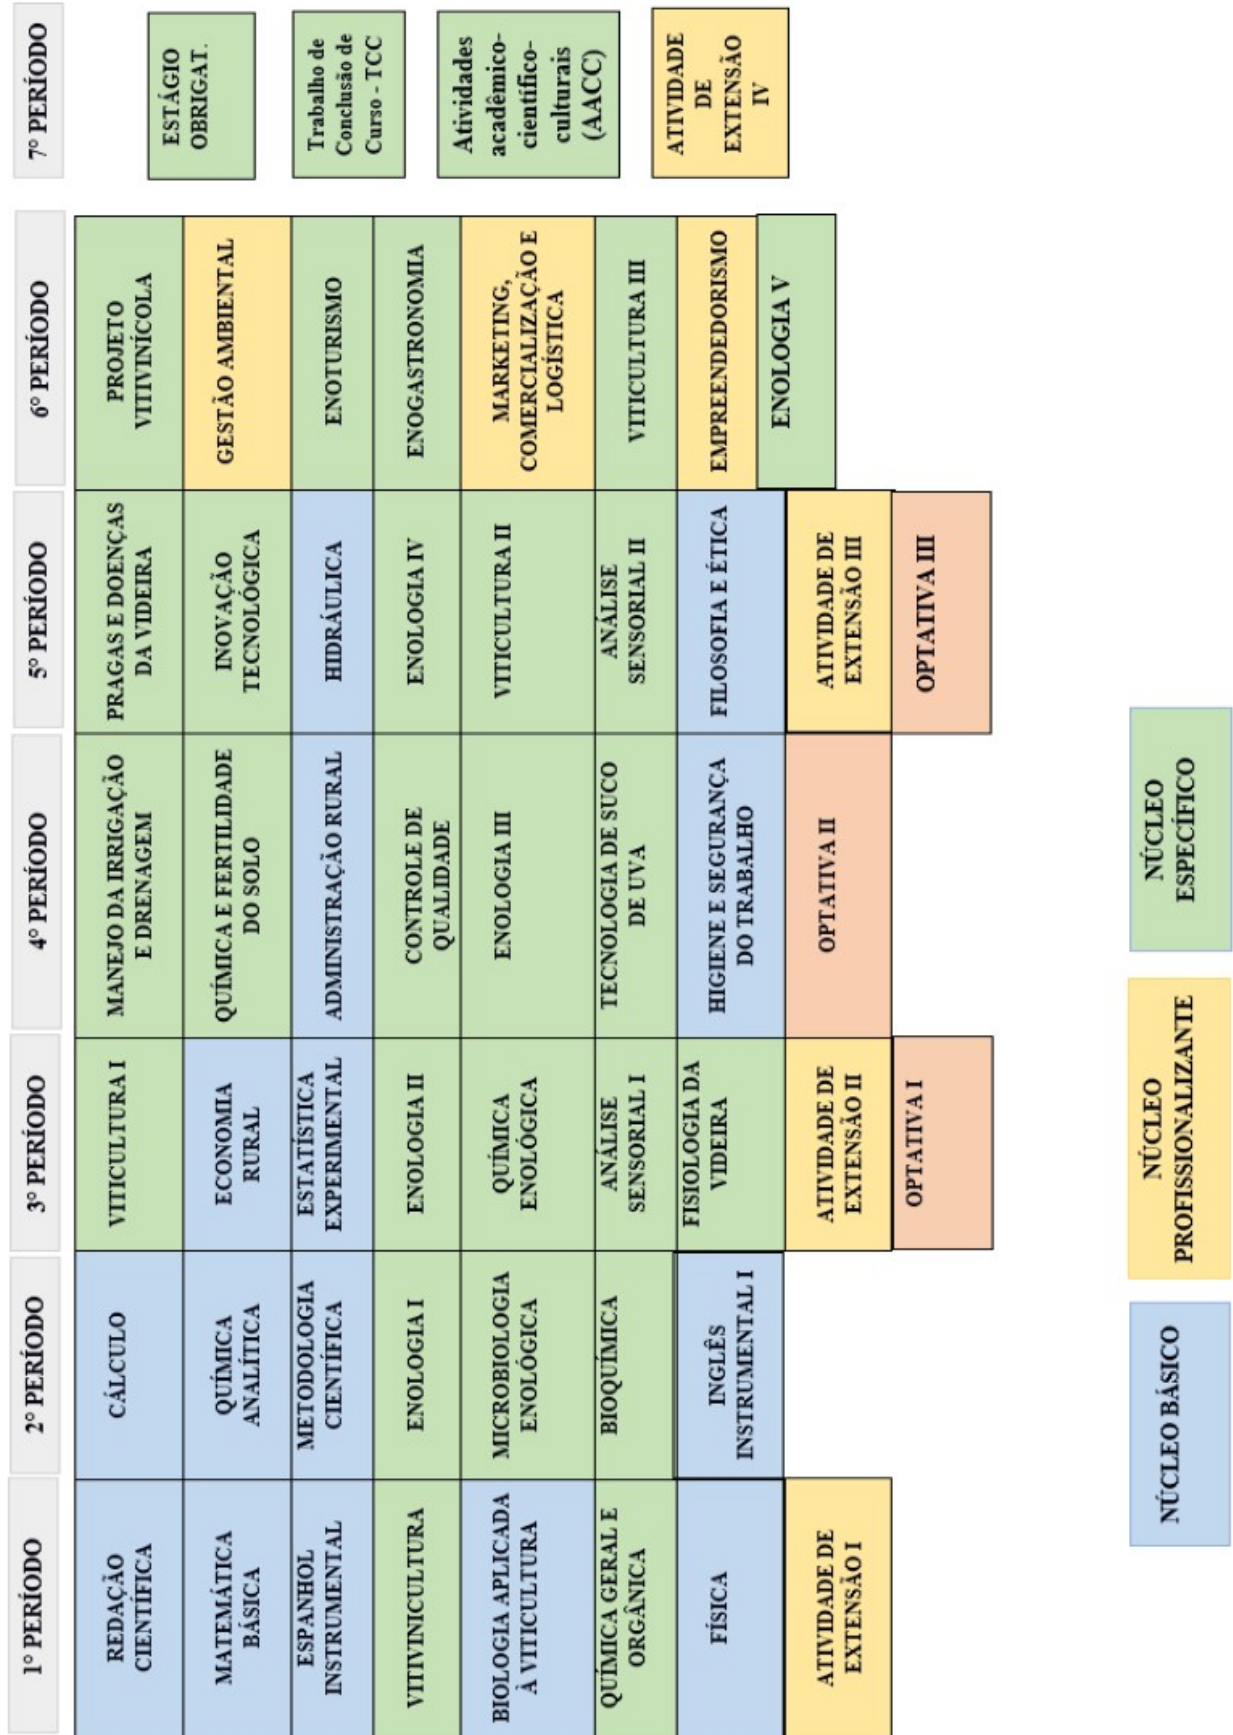 1° PERÍODO
REDAÇÃO
CIENTÍFICA
MATEMÁTICA
BÁSICA
ESPANHOL
INSTRUMENTAL
VITIVINICULTURA
BIOLOGIA APLICADA
À VITICULTURA
QUÍMICA GERAL E
ORGÂNICA
FÍSICA
ATIVIDADE DE
EXTENSÃO I
2° PERÍODO
CÁLCULO
QUÍMICA
ANALÍTICA
METODOLOGIA
CIENTÍFICA
ENOLOGIA I
MICROBIOLOGIA
ENOLÓGICA
BIOQUÍMICA
INGLÊS
INSTRUMENTAL I
3° PERÍODO
VITICULTURA I
ECONOMIA
RURAL
ESTATÍSTICA
EXPERIMENTAL
ENOLOGIA II
QUÍMICA
ENOLÓGICA
ANÁLISE
SENSORIAL I
FISIOLOGIA DA
VIDEIRA
ATIVIDADE DE
EXTENSÃO II
OPTATIVA I
4° PERÍODO
MANEJO DA IRRIGAÇÃO
E DRENAGEM
QUÍMICA E FERTILIDADE
DO SOLO
ADMINISTRAÇÃO RURAL
CONTROLE DE
QUALIDADE
ENOLOGIA III
TECNOLOGIA DE SUCO
DE UVA
HIGIENE E SEGURANÇA
DO TRABALHO
OPTATIVA II
5° PERÍODO
PRAGAS E DOENÇAS
DA VIDEIRA
INOVAÇÃO
TECNOLÓGICA
HIDRÁULICA
ENOLOGIA IV
VITICULTURA II
ANÁLISE
SENSORIAL II
FILOSOFIA E ÉTICA
ATIVIDADE DE
EXTENSÃO III
OPTATIVA III
6° PERÍODO
PROJETO
VITIVINÍCOLA
GESTÃO AMBIENTAL
ENOTURISMO
ENOGASTRONOMIA
MARKETING,
COMERCIALIZAÇÃO E
LOGÍSTICA
VITICULTURA III
EMPREENDEDORISMO
ENOLOGIA V
7° PERÍODO
ESTÁGIO
OBRIGAT.
Trabalho de
Conclusão de
Curso - TCC
Atividades
acadêmico-
científico-
culturais
(AACC)
ATIVIDADE
DE
EXTENSÃO
IV
NÚCLEO BÁSICO
NÚCLEO
PROFISSIONALIZANTE
NÚCLEO
ESPECÍFICO